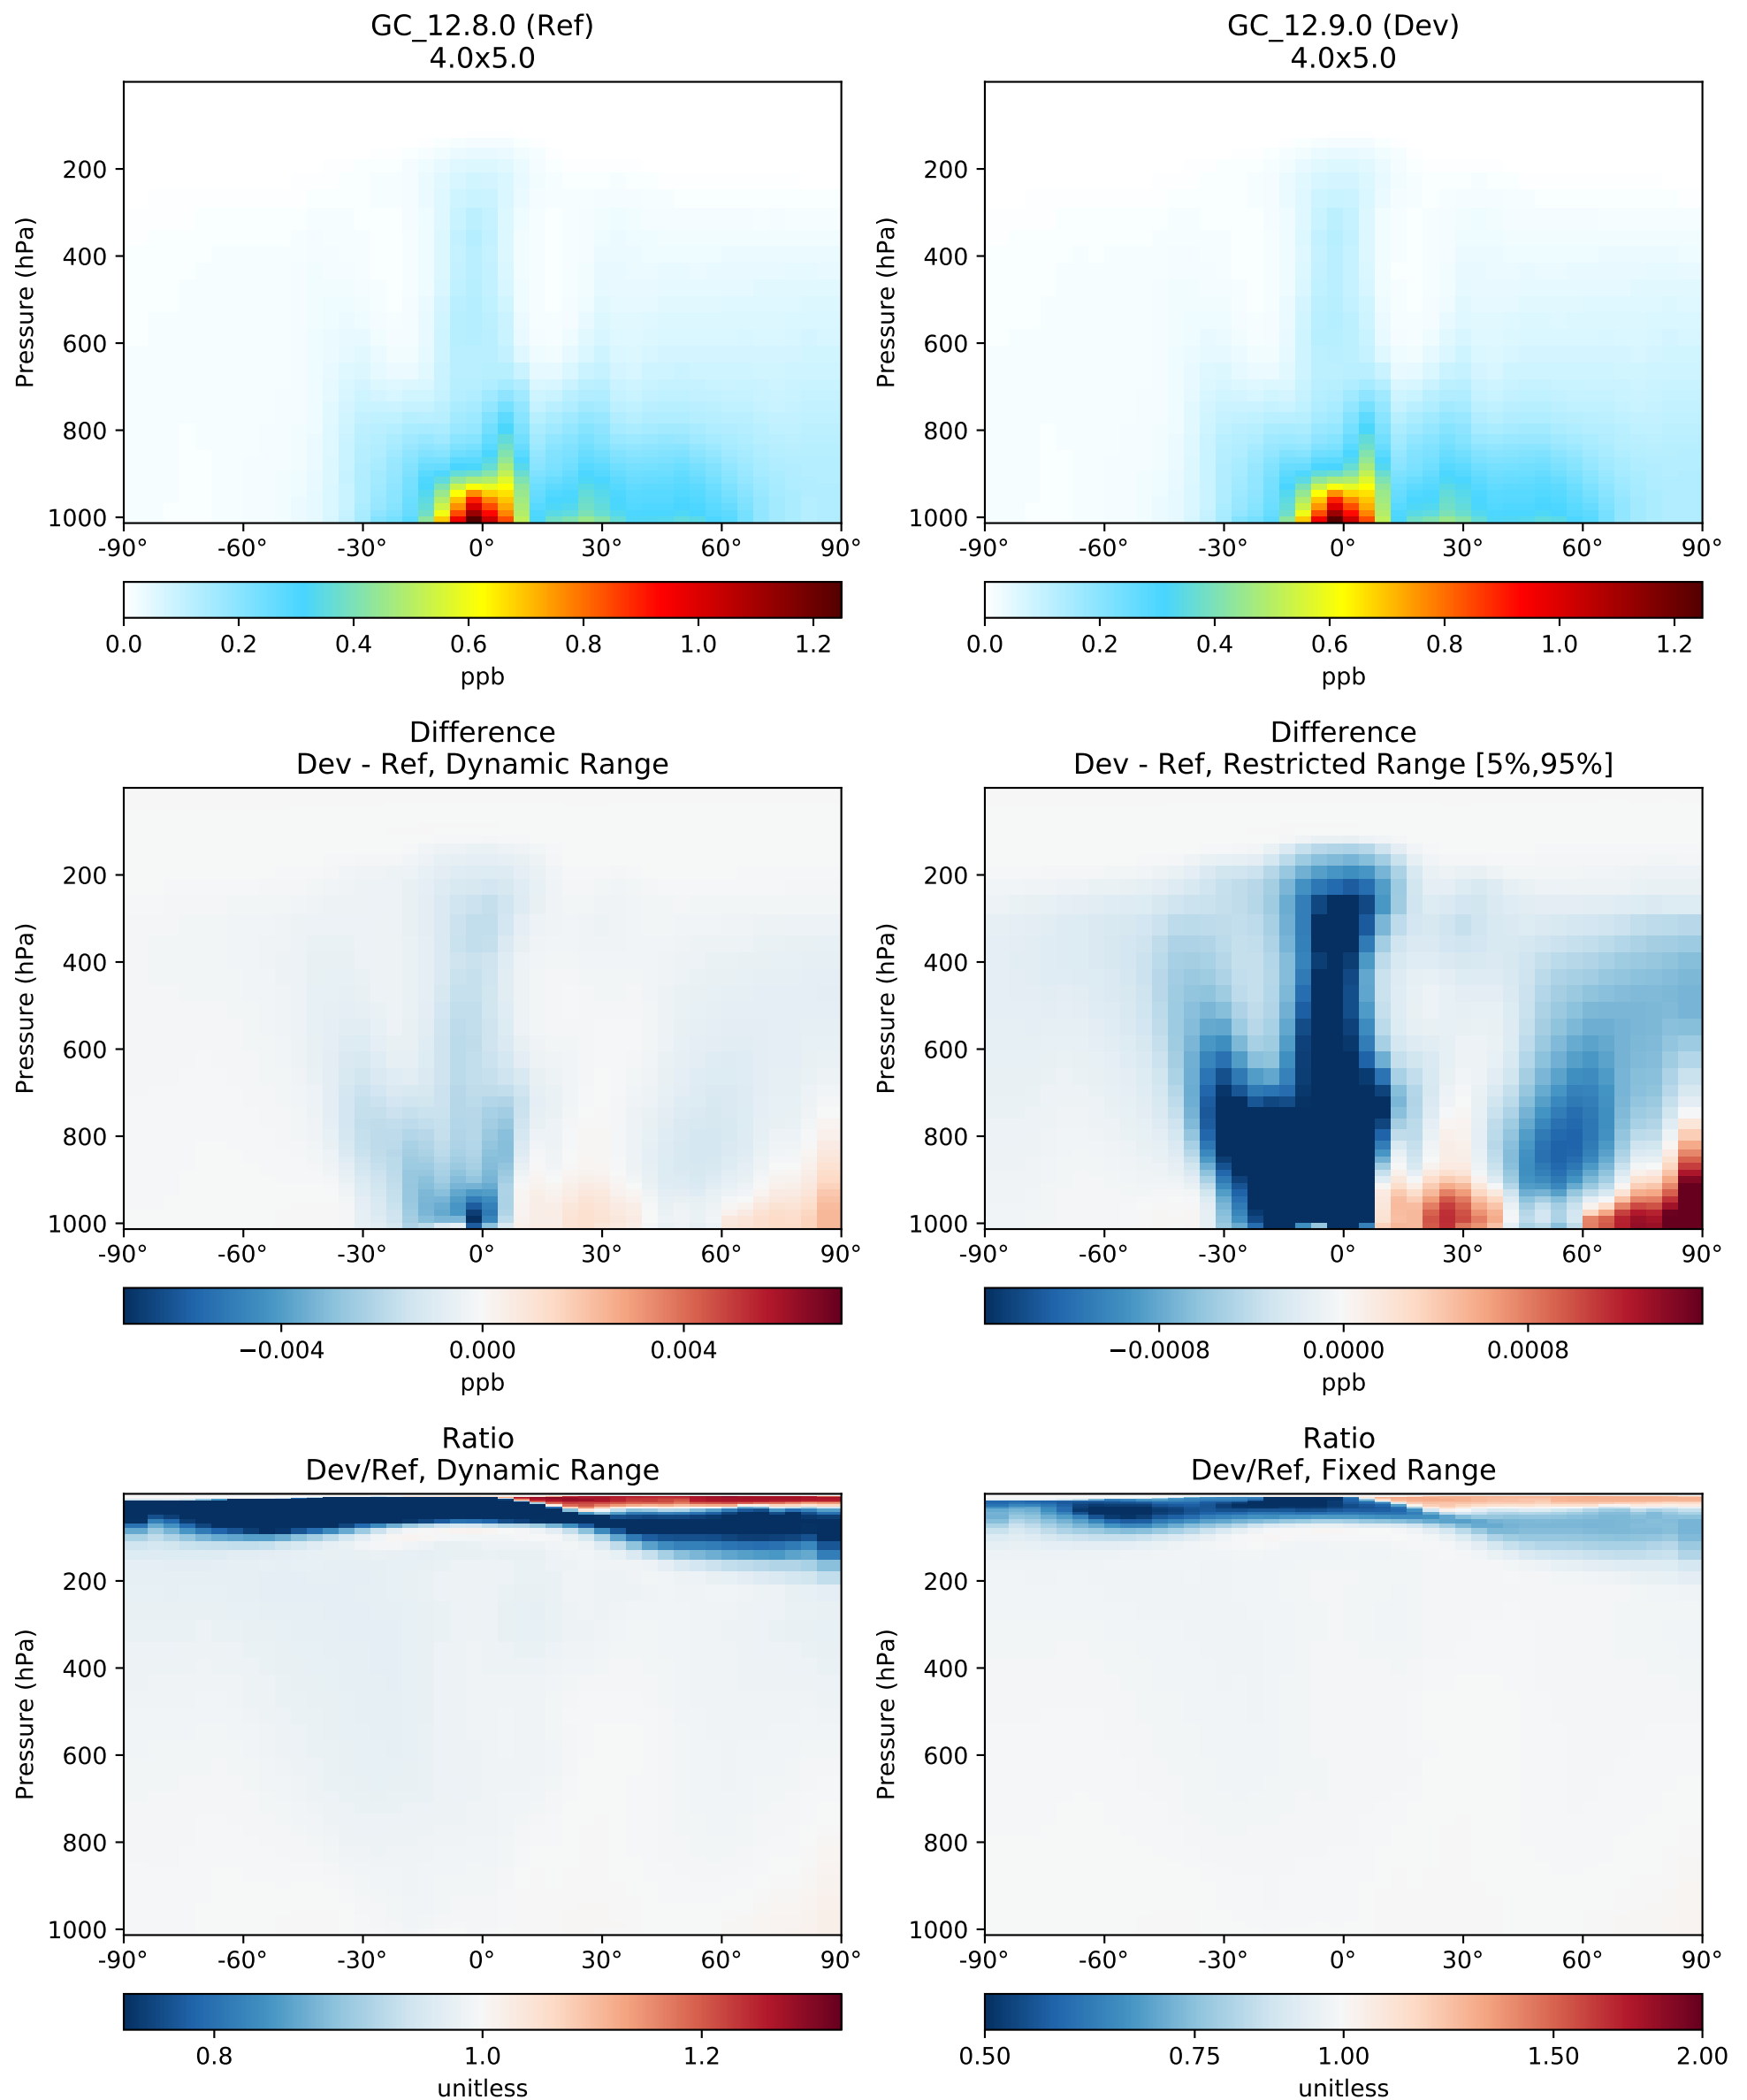 GC_12.8.0 (Ref)
4.0x5.0
Pressure (hPa)
200
400
600
800
1000
-90° -60° -30° 0° 30° 60° 90°
0.0 0.2 0.4 0.6 0.8 1.0 1.2
ppb
GC_12.9.0 (Dev)
4.0x5.0
Pressure (hPa)
200
400
600
800
1000
-90° -60° -30° 0° 30° 60° 90°
0.0 0.2 0.4 0.6 0.8 1.0 1.2
ppb
Difference
Dev - Ref, Dynamic Range
Pressure (hPa)
200
400
600
800
1000
-90° -60° -30° 0° 30° 60° 90°
−0.004 0.000 0.004
ppb
Difference
Dev - Ref, Restricted Range [5%,95%]
Pressure (hPa)
200
400
600
800
1000
-90° -60° -30° 0° 30° 60° 90°
−0.0008 0.0000 0.0008
ppb
Ratio
Dev/Ref, Dynamic Range
Pressure (hPa)
200
400
600
800
1000
-90° -60° -30° 0° 30° 60° 90°
0.8 1.0 1.2
unitless
Ratio
Dev/Ref, Fixed Range
Pressure (hPa)
200
400
600
800
1000
-90° -60° -30° 0° 30° 60° 90°
0.50 0.75 1.00 1.50 2.00
unitless